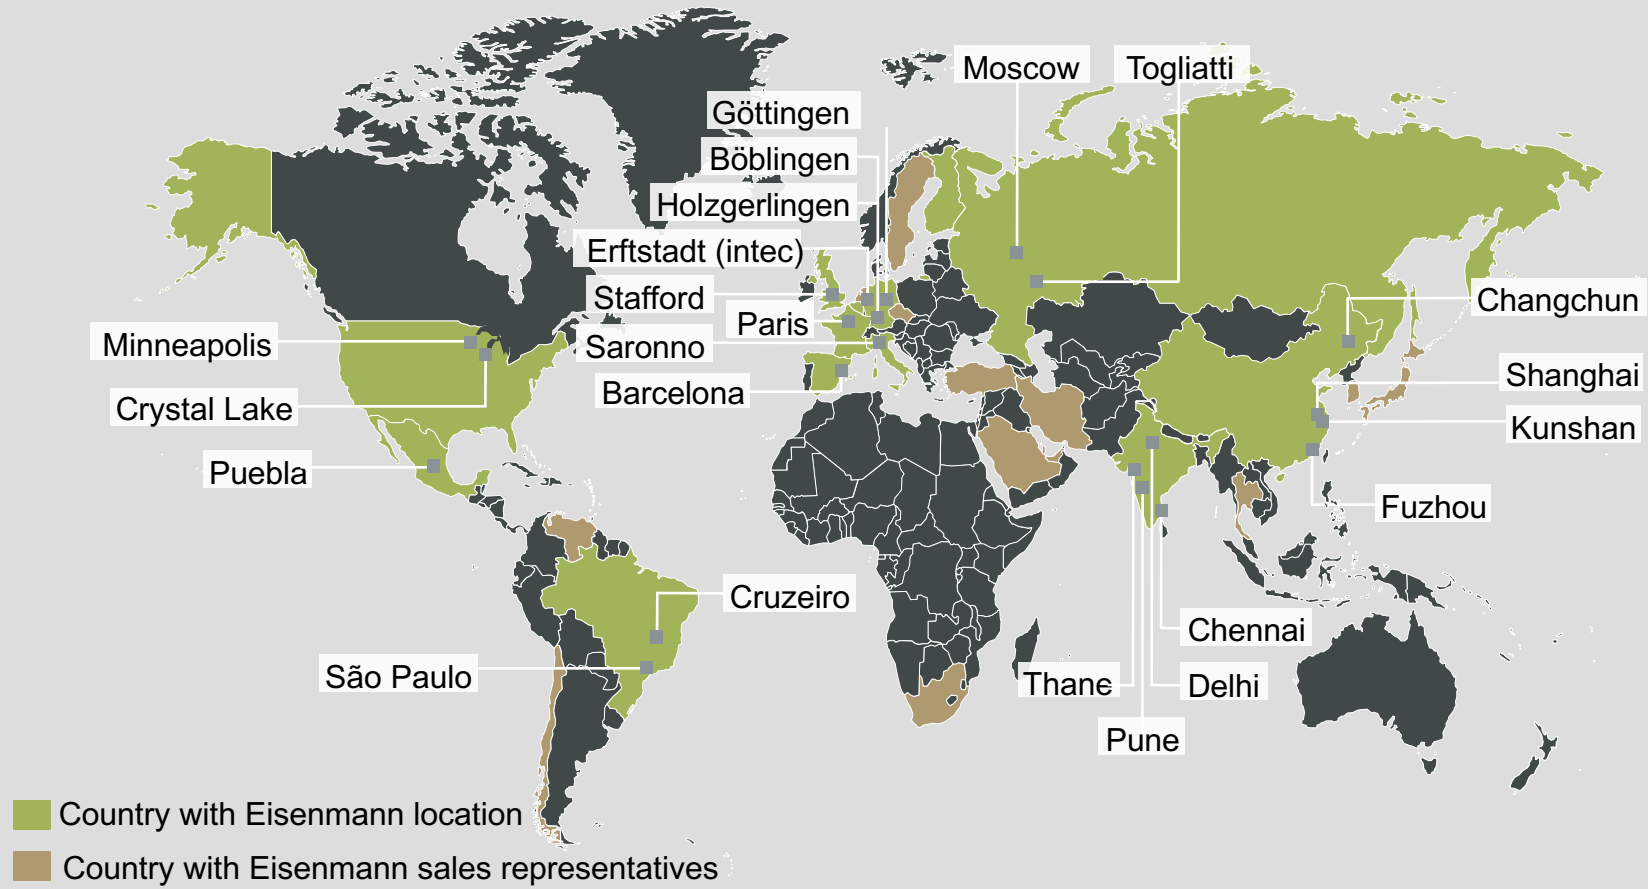 Moscow
Togliatti
Göttingen
Böblingen
Holzgerlingen
Erftstadt (intec)
Stafford
Paris
Saronno
Barcelona
Minneapolis
Crystal Lake
Puebla
Changchun
Shanghai
Kunshan
Fuzhou
Cruzeiro
São Paulo
Chennai
Thane
Delhi
Pune
Country with Eisenmann location
Country with Eisenmann sales representatives